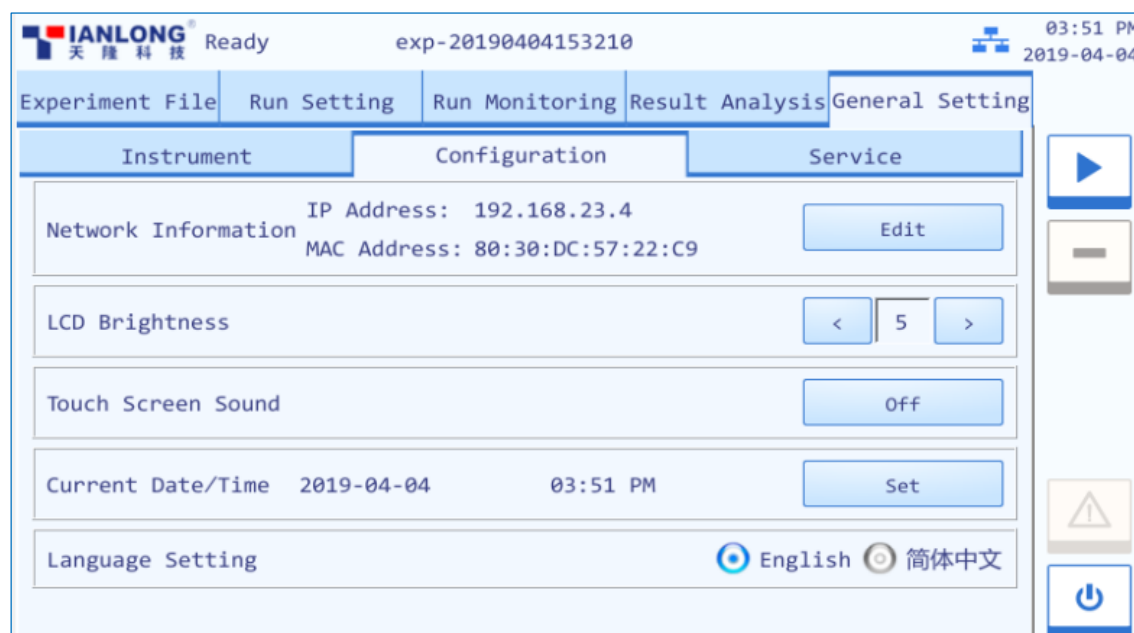 TIANLONG®
天隆科技
Ready
exp-20190404153210
03:51 PM
2019-04-04
Experiment File
Run Setting
Run Monitoring
Result Analysis
General Setting
Instrument
Configuration
Service
Network Information
IP Address: 192.168.23.4
MAC Address: 80:30:DC:57:22:C9
Edit
LCD Brightness
<
5
>
Touch Screen Sound
Off
Current Date/Time
2019-04-04
03:51 PM
Set
Language Setting
English
简体中文